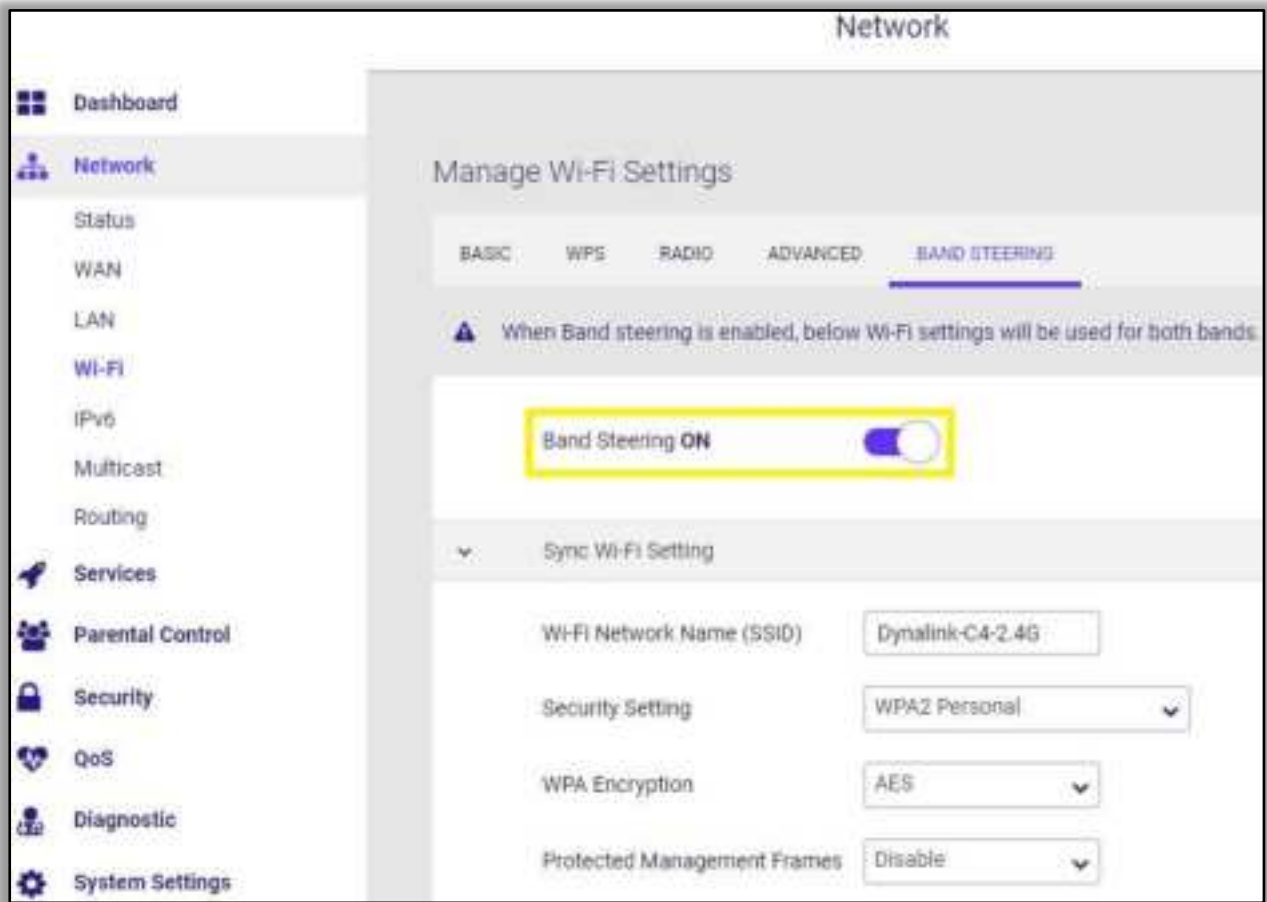 Network
Dashboard
Network
Status
WAN
LAN
Wi-Fi
IPv6
Multicast
Routing
Services
Parental Control
Security
QoS
Diagnostic
System Settings
Manage Wi-Fi Settings
BASIC WPS RADIO ADVANCED BAND STEERING
When Band steering is enabled, below Wi-Fi settings will be used for both bands.
Band Steering ON
Sync Wi-Fi Setting
Wi-Fi Network Name (SSID) Dynalink-C4-2.4G
Security Setting WPA2 Personal
WPA Encryption AES
Protected Management Frames Disable